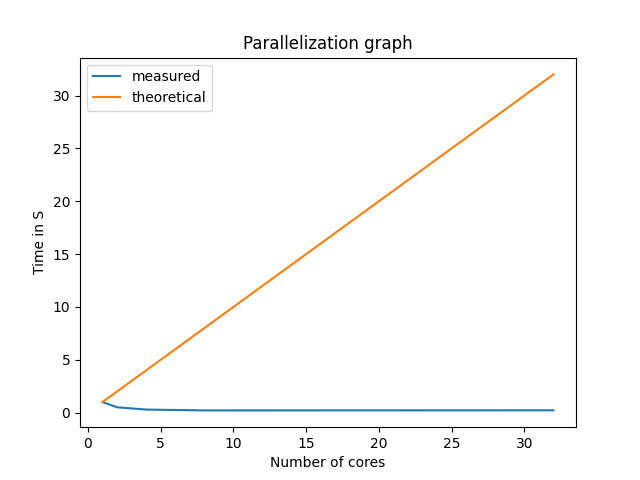 Parallelization graph
measured
theoretical
30
25
20
15
10
5
0
Time in S
0 5 10 15 20 25 30
Number of cores